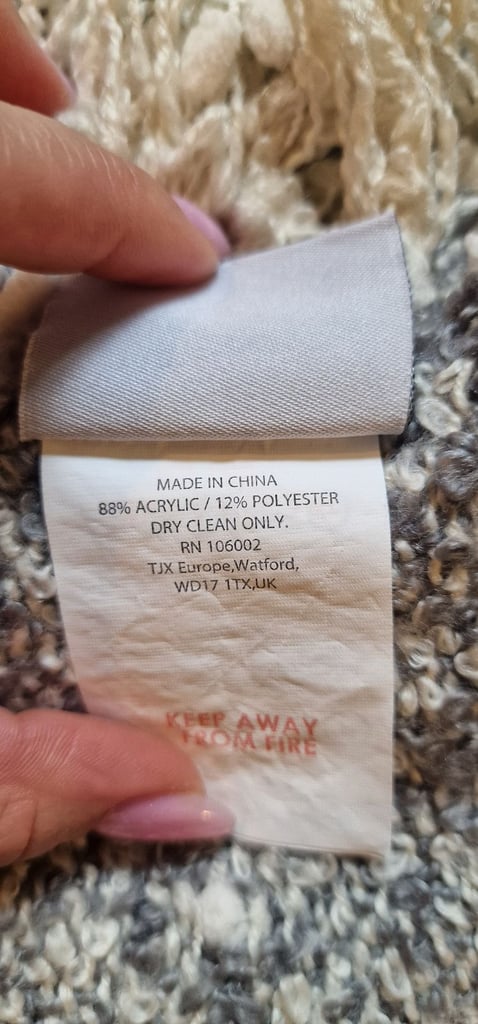 MADE IN CHINA
88% ACRYLIC / 12% POLYESTER
DRY CLEAN ONLY.
RN 106002
TJX Europe,Watford,
WD17 1TX,UK
KEEP AWAY
FROM FIRE